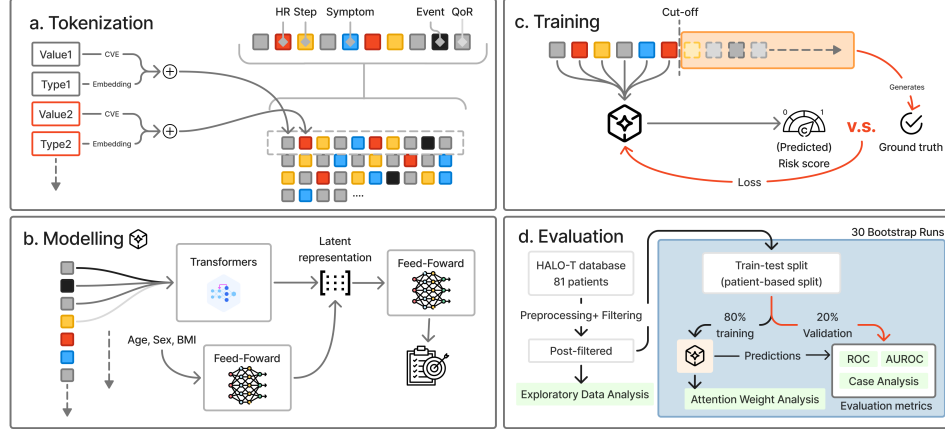 a. Tokenization
HR Step Symptom Event QoR
Value1
CVE
Type1
Embedding
Value2
CVE
Type2
Embedding
....
b. Modelling
Transformers
Latent
representation
Feed-Foward
Age, Sex, BMI
Feed-Foward
c. Training
Cut-off
Generates
0 1
C
(Predicted)
Risk score
v.s.
Ground truth
Loss
d. Evaluation
30 Bootstrap Runs
HALO-T database
81 patients
Preprocessing+ Filtering
Post-filtered
Exploratory Data Analysis
Train-test split
(patient-based split)
80%
training
20%
Validation
Predictions
ROC
AUROC
Case Analysis
Attention Weight Analysis
Evaluation metrics